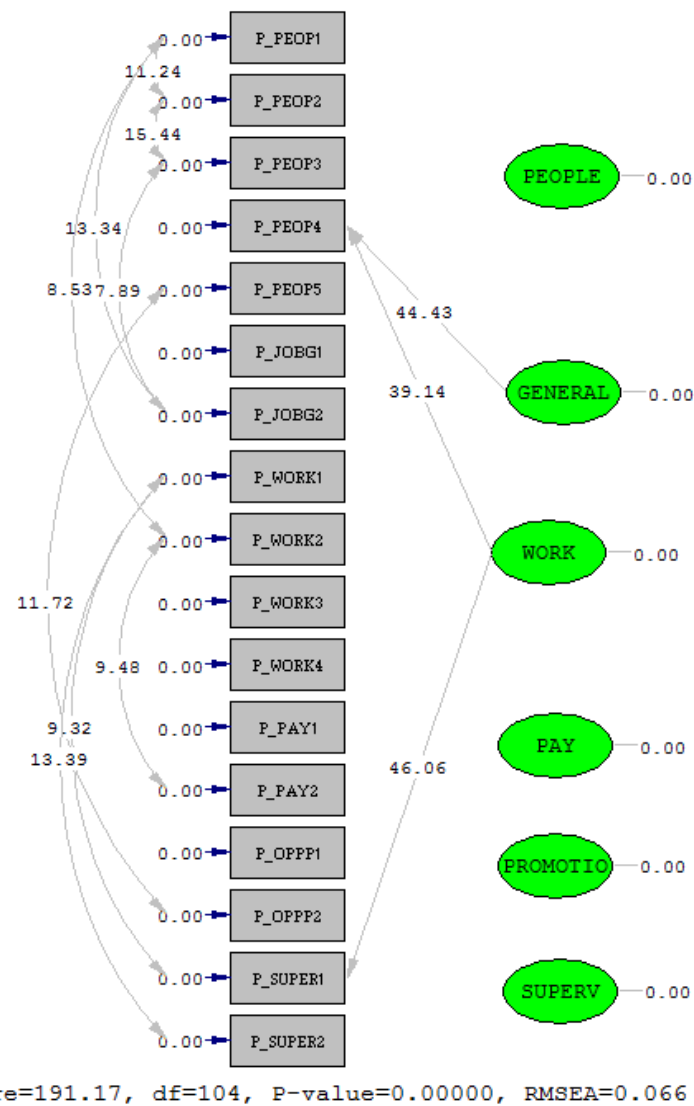 0.00 P_PEOP1
11.24
0.00 P_PEOP2
15.44
0.00 P_PEOP3
PEOPLE 0.00
13.34 0.00 P_PEOP4
8.53 7.89 0.00 P_PEOP5
44.43
0.00 P_JOBG1
39.14
GENERAL 0.00
0.00 P_JOBG2
0.00 P_WORK1
0.00 P_WORK2
WORK 0.00
11.72 0.00 P_WORK3
9.48 0.00 P_WORK4
9.32 0.00 P_PAY1
PAY 0.00
13.39
46.06
0.00 P_PAY2
0.00 P_OPPP1
PROMOTIO 0.00
0.00 P_OPPP2
0.00 P_SUPER1
SUPERV 0.00
0.00 P_SUPER2
re=191.17, df=104, P-value=0.00000, RMSEA=0.066